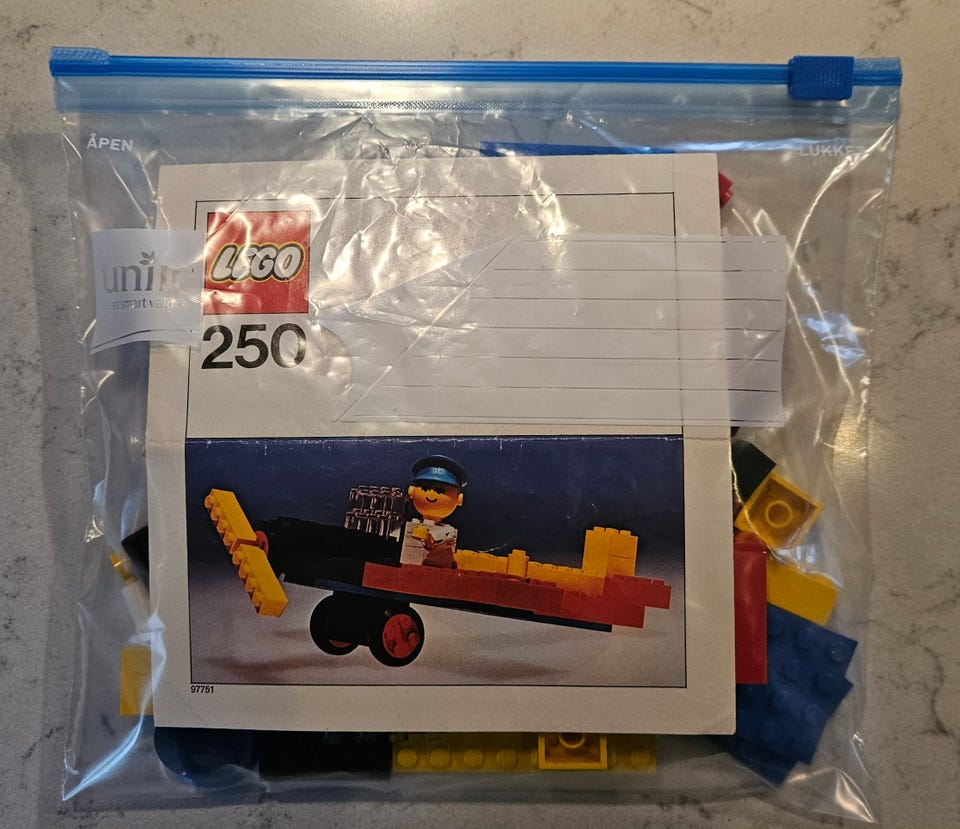 ÅPEN
LUKKET
LEGO
250
97751